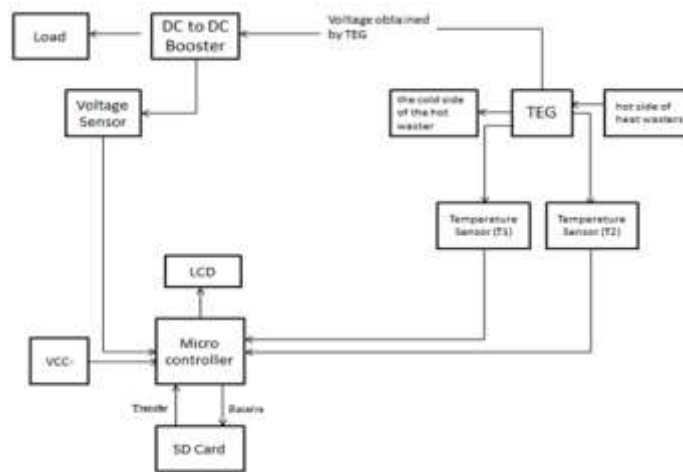 Load
DC to DC
Booster
Voltage obtained
by TEG
Voltage
Sensor
the cold side
of the hot
waster
TEG
hot side of
heat wasters
Temperature
Sensor (T1)
Temperature
Sensor (T2)
LCD
VCC-
Micro
controller
Transfer
SD Card